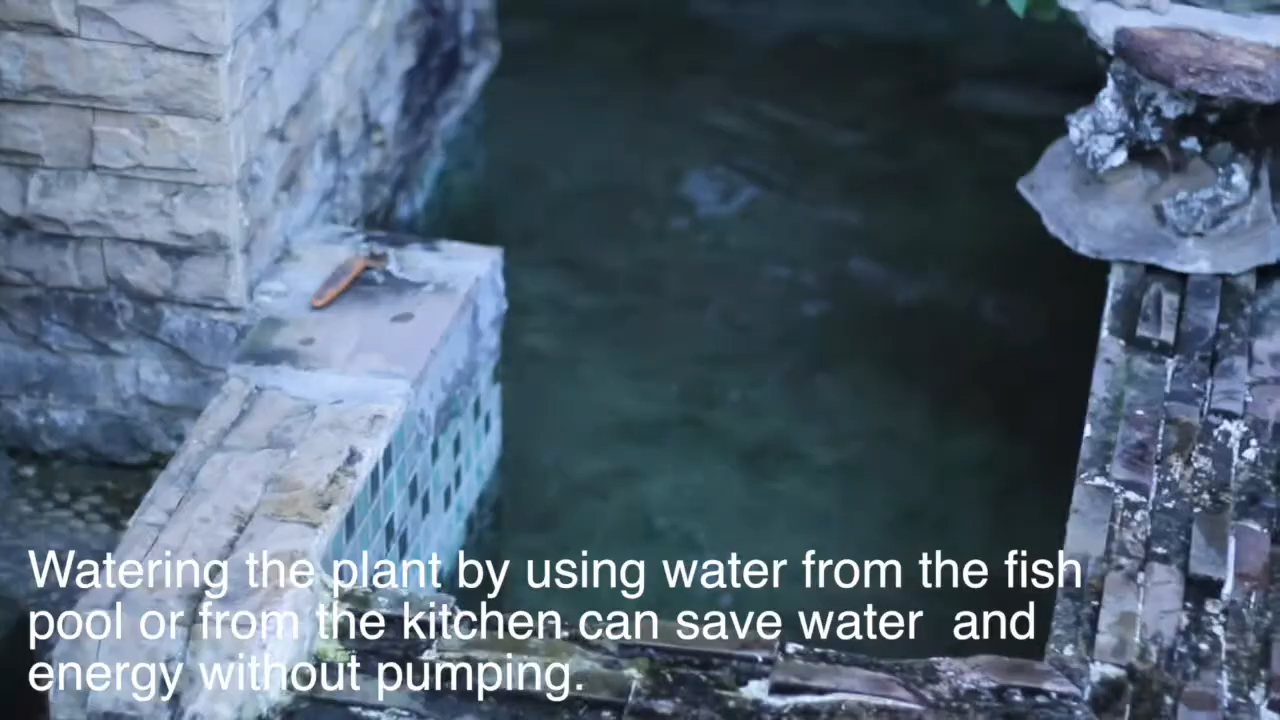 Watering the plant by using water from the fish
pool or from the kitchen can save water  and
energy without pumping.